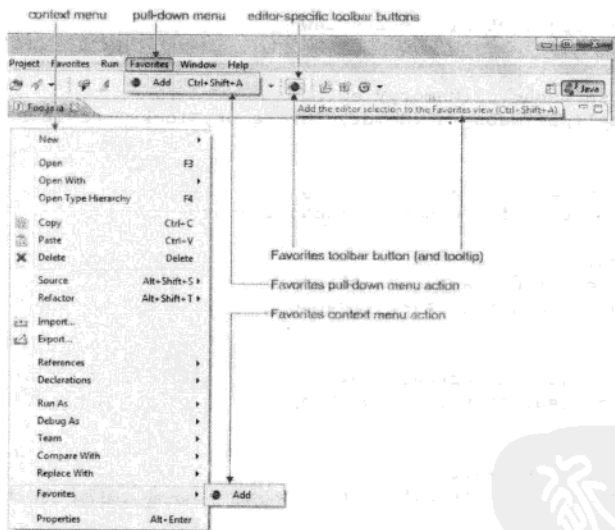 context menu pull-down menu editor-specific toolbar buttons
Project Favorites Run Favorites Window Help
Add Ctrl+Shift+A
Java
Foo.java
Add the editor selection to the Favorites view (Ctrl+Shift+A)
New
Open F3
Open With
Open Type Hierarchy F4
Copy Ctrl+C
Paste Ctrl+V
Delete Delete
Favorites toolbar button (and tooltip)
Source Alt+Shift+S
Favorites pull-down menu action
Refactor Alt+Shift+T
Favorites context menu action
Import...
Export...
References
Declarations
Run As
Debug As
Team
Compare With
Replace With
Favorites Add
Properties Alt+Enter